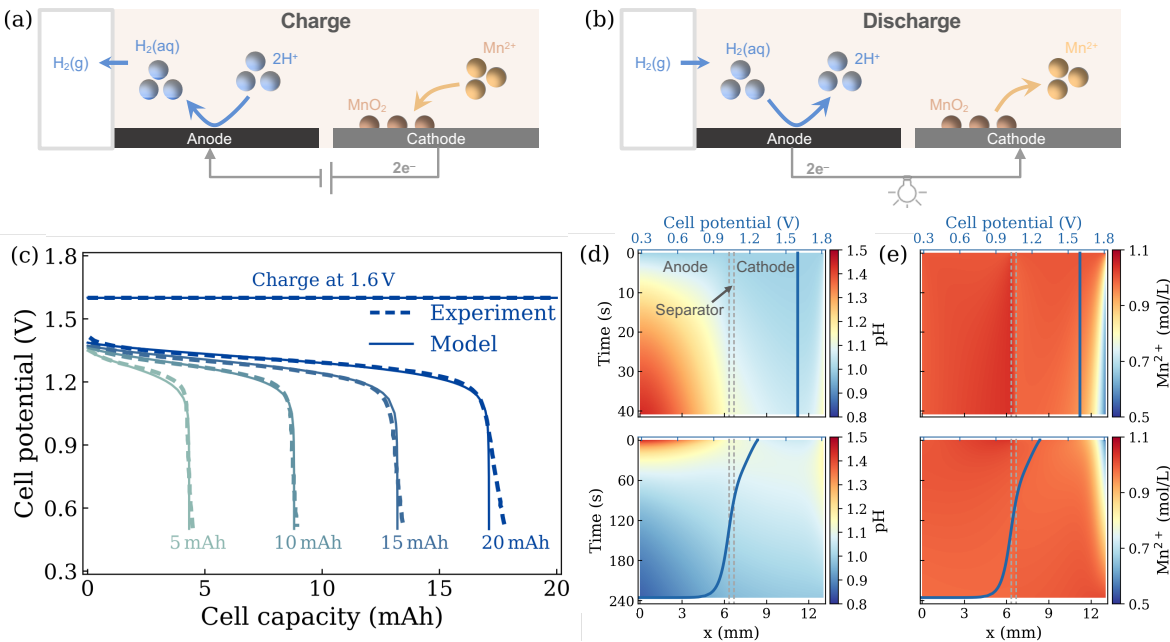 (a)
Charge
H₂(g)
H₂(aq)
2H⁺
Mn²⁺
MnO₂
Anode
Cathode
2e⁻
(b)
Discharge
H₂(g)
H₂(aq)
2H⁺
Mn²⁺
MnO₂
Anode
Cathode
2e⁻
(c)
Cell potential (V)
1.8
1.5
1.2
0.9
0.6
0.3
Charge at 1.6 V
Experiment
Model
5 mAh
10 mAh
15 mAh
20 mAh
0 5 10 15 20
Cell capacity (mAh)
(d)
Cell potential (V)
0.3 0.6 0.9 1.2 1.5 1.8
Anode
Cathode
Separator
Time (s)
0
10
20
30
40
1.5
1.4
1.3
1.2
1.1
1.0
0.9
0.8
pH
Time (s)
0
60
120
180
240
1.5
1.4
1.3
1.2
1.1
1.0
0.9
0.8
pH
0 3 6 9 12
x (mm)
(e)
Cell potential (V)
0.3 0.6 0.9 1.2 1.5 1.8
1.1
0.9
0.7
0.5
Mn²⁺ (mol/L)
1.1
0.9
0.7
0.5
Mn²⁺ (mol/L)
0 3 6 9 12
x (mm)